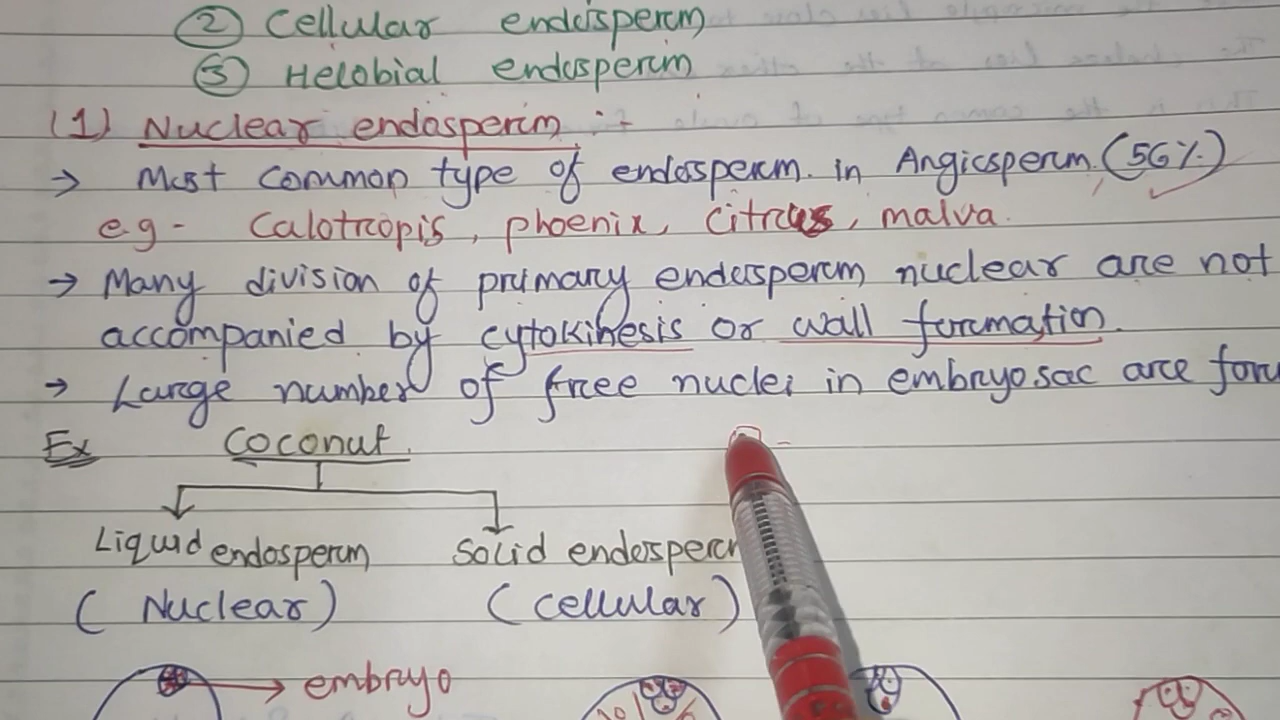 ② Cellular endosperm
③ Helobial endosperm
(1) Nuclear endosperm :-
→ Most common type of endosperm in Angiosperm (56%)
e.g - Calotropis, phoenix, Citrus, malva.
→ Many division of primary endosperm nuclear are not
accompanied by cytokinesis or wall formation.
→ Large number of free nuclei in embryosac are form
Ex Coconut.
Liquid endosperm Solid endosperm
(Nuclear) (cellular)
→ embryo